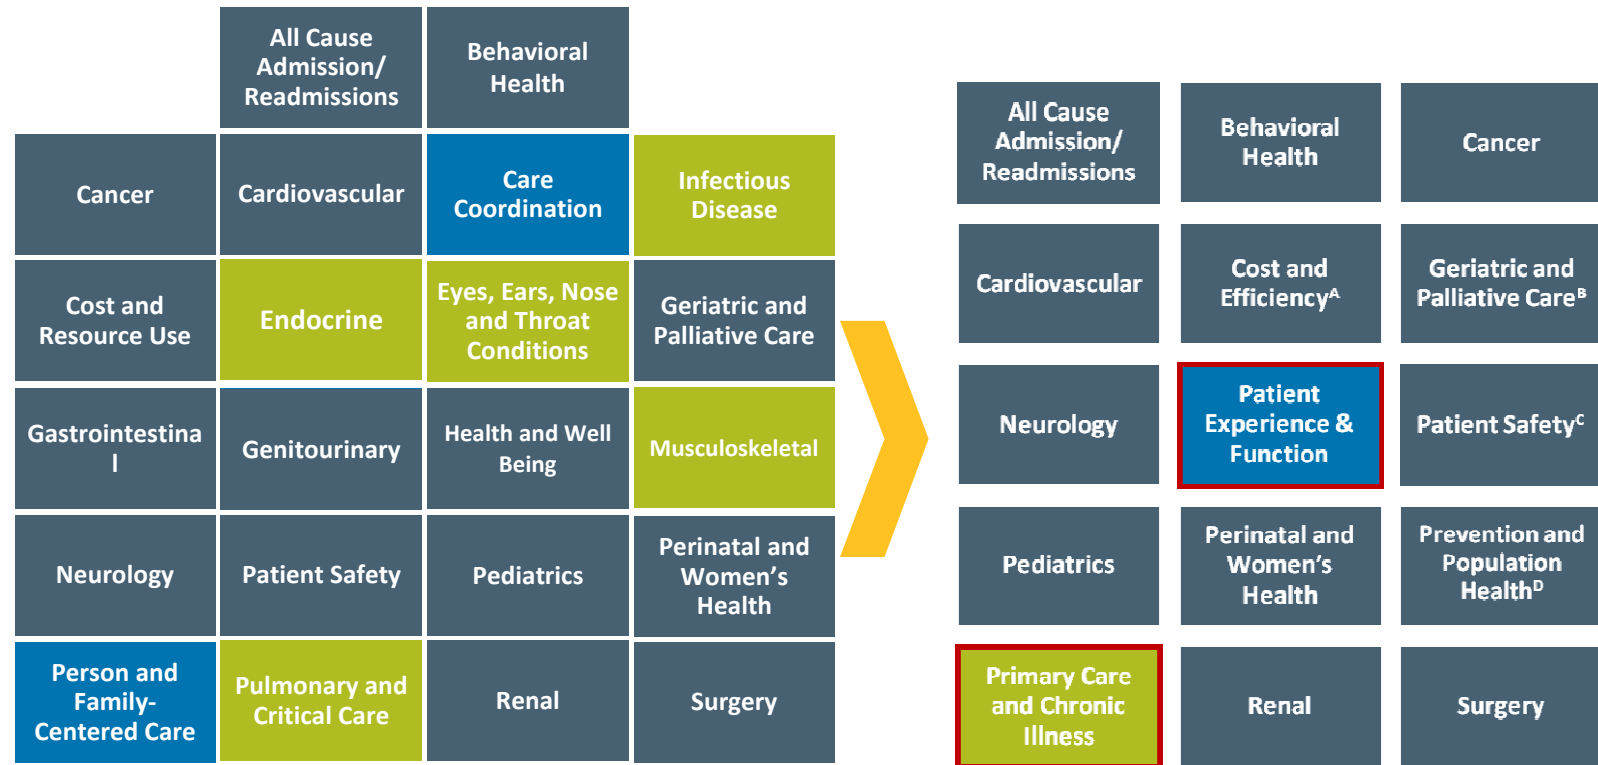 All Cause
Admission/
Readmissions
Behavioral
Health
Cancer
Cardiovascular
Care
Coordination
Infectious
Disease
Cost and
Resource Use
Endocrine
Eyes, Ears, Nose
and Throat
Conditions
Geriatric and
Palliative Care
Gastrointestina
l
Genitourinary
Health and Well
Being
Musculoskeletal
Neurology
Patient Safety
Pediatrics
Perinatal and
Women’s
Health
Person and
Family-
Centered Care
Pulmonary and
Critical Care
Renal
Surgery
All Cause
Admission/
Readmissions
Behavioral
Health
Cancer
Cardiovascular
Cost and
Efficiencyᴬ
Geriatric and
Palliative Careᴮ
Neurology
Patient
Experience &
Function
Patient Safetyᶜ
Pediatrics
Perinatal and
Women’s
Health
Prevention and
Population
Healthᴰ
Primary Care
and Chronic
Illness
Renal
Surgery